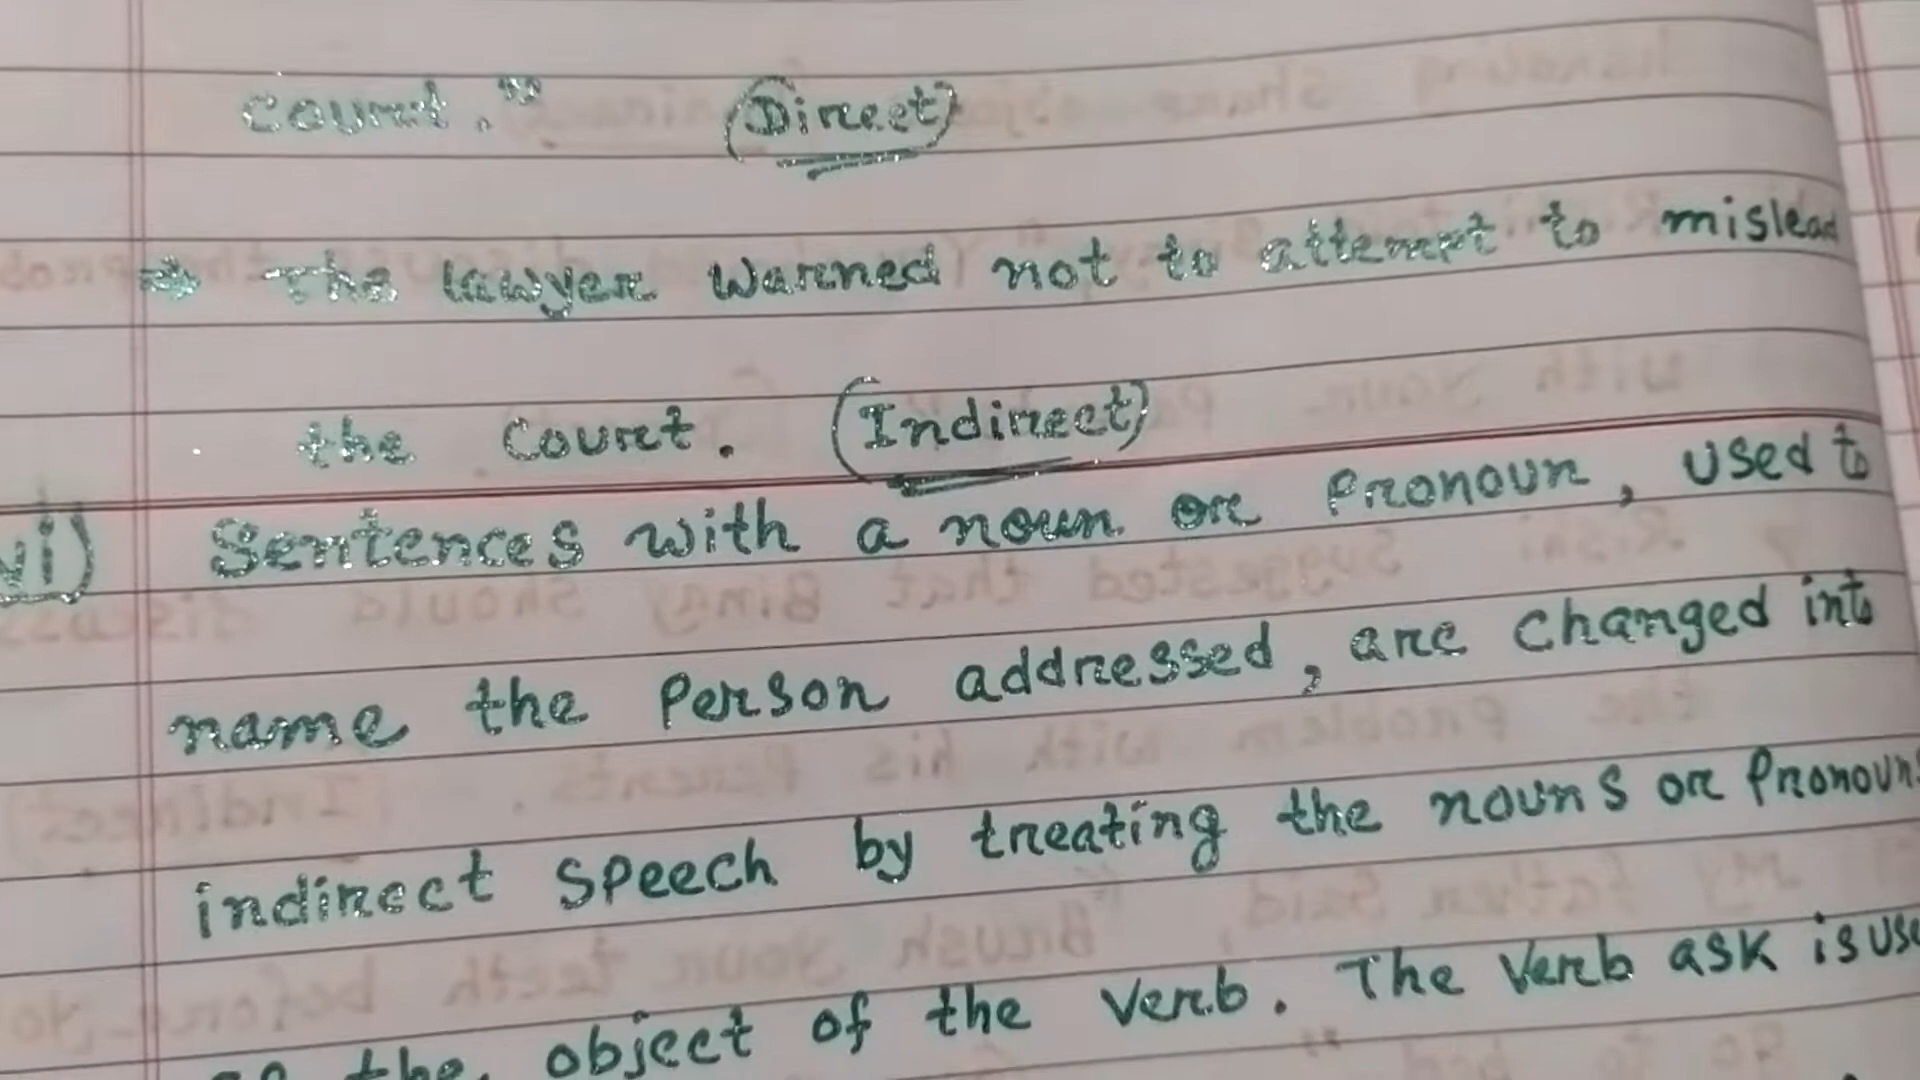 court."   (Direct)
⇒ The lawyer warned not to attempt to mislead
the court. (Indirect)
vi) Sentences with a noun or pronoun, used to
name the person addressed, are changed into
indirect speech by treating the nouns or Pronouns
as the object of the verb. The verb ask is use